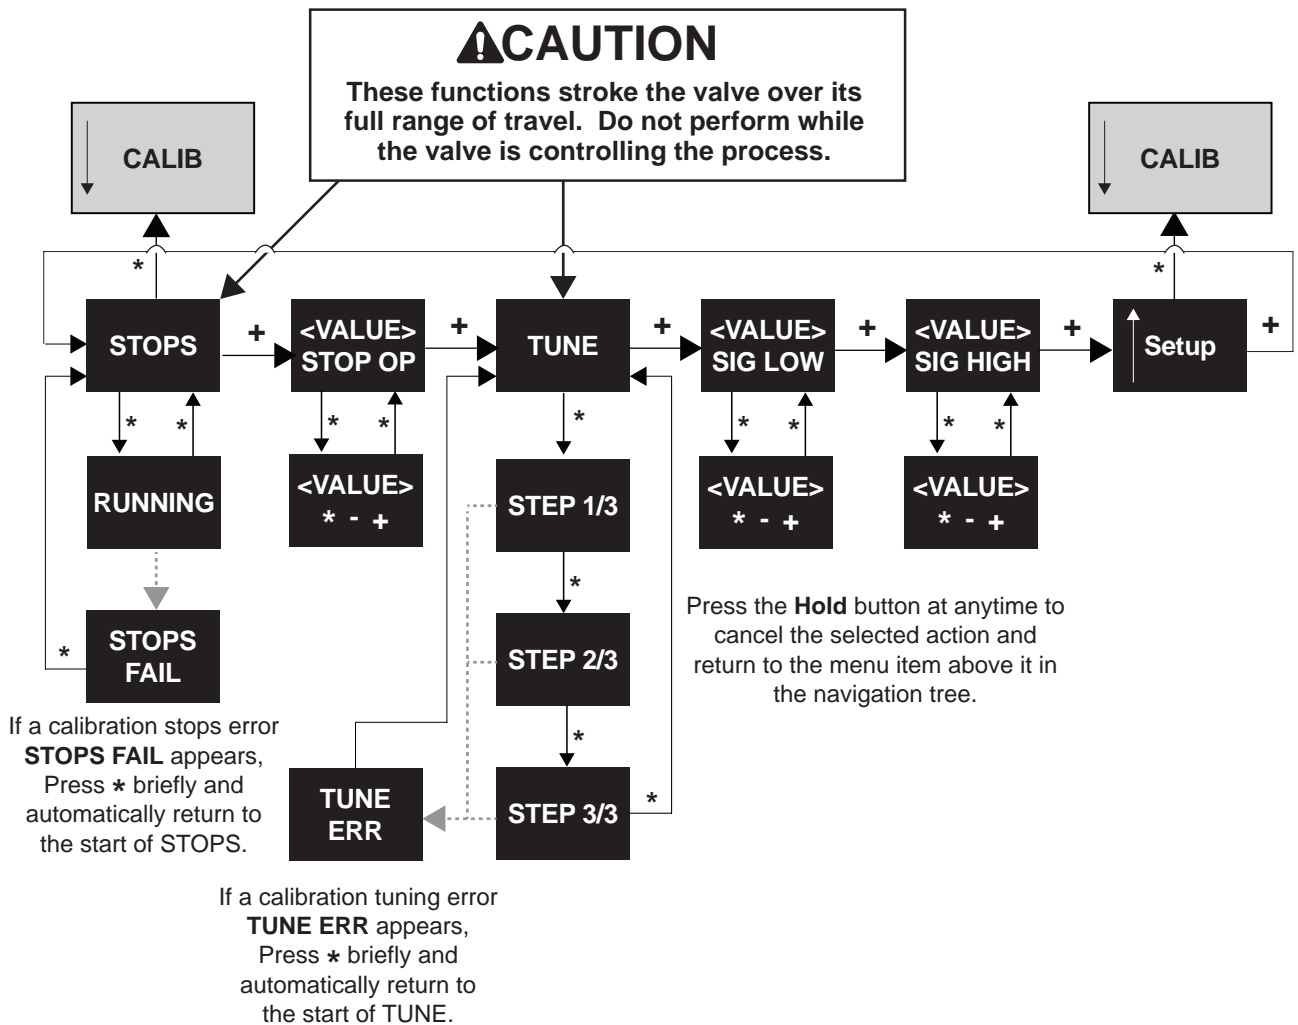 CAUTION
These functions stroke the valve over its
full range of travel. Do not perform while
the valve is controlling the process.
CALIB
CALIB
*
*
STOPS
+
<VALUE>
STOP OP
+
TUNE
+
<VALUE>
SIG LOW
+
<VALUE>
SIG HIGH
+
Setup
+
* *
* *
*
* *
* *
RUNNING
<VALUE>
* - +
STEP 1/3
<VALUE>
* - +
<VALUE>
* - +
*
STOPS
FAIL
*
STEP 2/3
Press the Hold button at anytime to
cancel the selected action and
return to the menu item above it in
the navigation tree.
If a calibration stops error
STOPS FAIL appears,
Press * briefly and
automatically return to
the start of STOPS.
*
TUNE
ERR
STEP 3/3
*
If a calibration tuning error
TUNE ERR appears,
Press * briefly and
automatically return to
the start of TUNE.